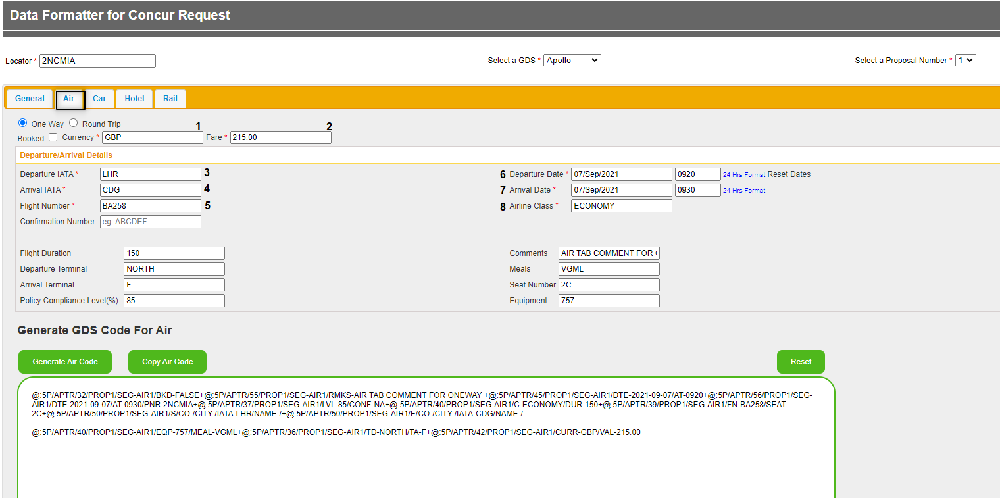 Data Formatter for Concur Request
Locator * 2NCMIA Select a GDS * Apollo Select a Proposal Number * 1
General Air Car Hotel Rail
One Way Round Trip 1 2
Booked Currency * GBP Fare * 215.00
Departure/Arrival Details
Departure IATA * LHR 3 6 Departure Date * 07/Sep/2021 0920 24 Hrs Format Reset Dates
Arrival IATA * CDG 4 7 Arrival Date * 07/Sep/2021 0930 24 Hrs Format
Flight Number * BA258 5 8 Airline Class * ECONOMY
Confirmation Number: eg: ABCDEF
Flight Duration 150 Comments AIR TAB COMMENT FOR
Departure Terminal NORTH Meals VGML
Arrival Terminal F Seat Number 2C
Policy Compliance Level(%) 85 Equipment 757
Generate GDS Code For Air
Generate Air Code Copy Air Code Reset
@:5P/APTR/32/PROP1/SEG-AIR1/BKD-FALSE+@:5P/APTR/55/PROP1/SEG-AIR1/RMKS-AIR TAB COMMENT FOR ONEWAY +@:5P/APTR/45/PROP1/SEG-AIR1/DTE-2021-09-07/AT-0920+@:5P/APTR/56/PROP1/SEG-
AIR1/DTE-2021-09-07/AT-0930/PNR-2NCMIA+@:5P/APTR/37/PROP1/SEG-AIR1/LVL-85/CONF-NA+@:5P/APTR/40/PROP1/SEG-AIR1/C-ECONOMY/DUR-150+@:5P/APTR/39/PROP1/SEG-AIR1/FN-BA258/SEAT-
2C+@:5P/APTR/50/PROP1/SEG-AIR1/S/CO-/CITY-/IATA-LHR/NAME-/+@:5P/APTR/50/PROP1/SEG-AIR1/E/CO-/CITY-/IATA-CDG/NAME-/
@:5P/APTR/40/PROP1/SEG-AIR1/EQP-757/MEAL-VGML+@:5P/APTR/36/PROP1/SEG-AIR1/TD-NORTH/TA-F+@:5P/APTR/42/PROP1/SEG-AIR1/CURR-GBP/VAL-215.00